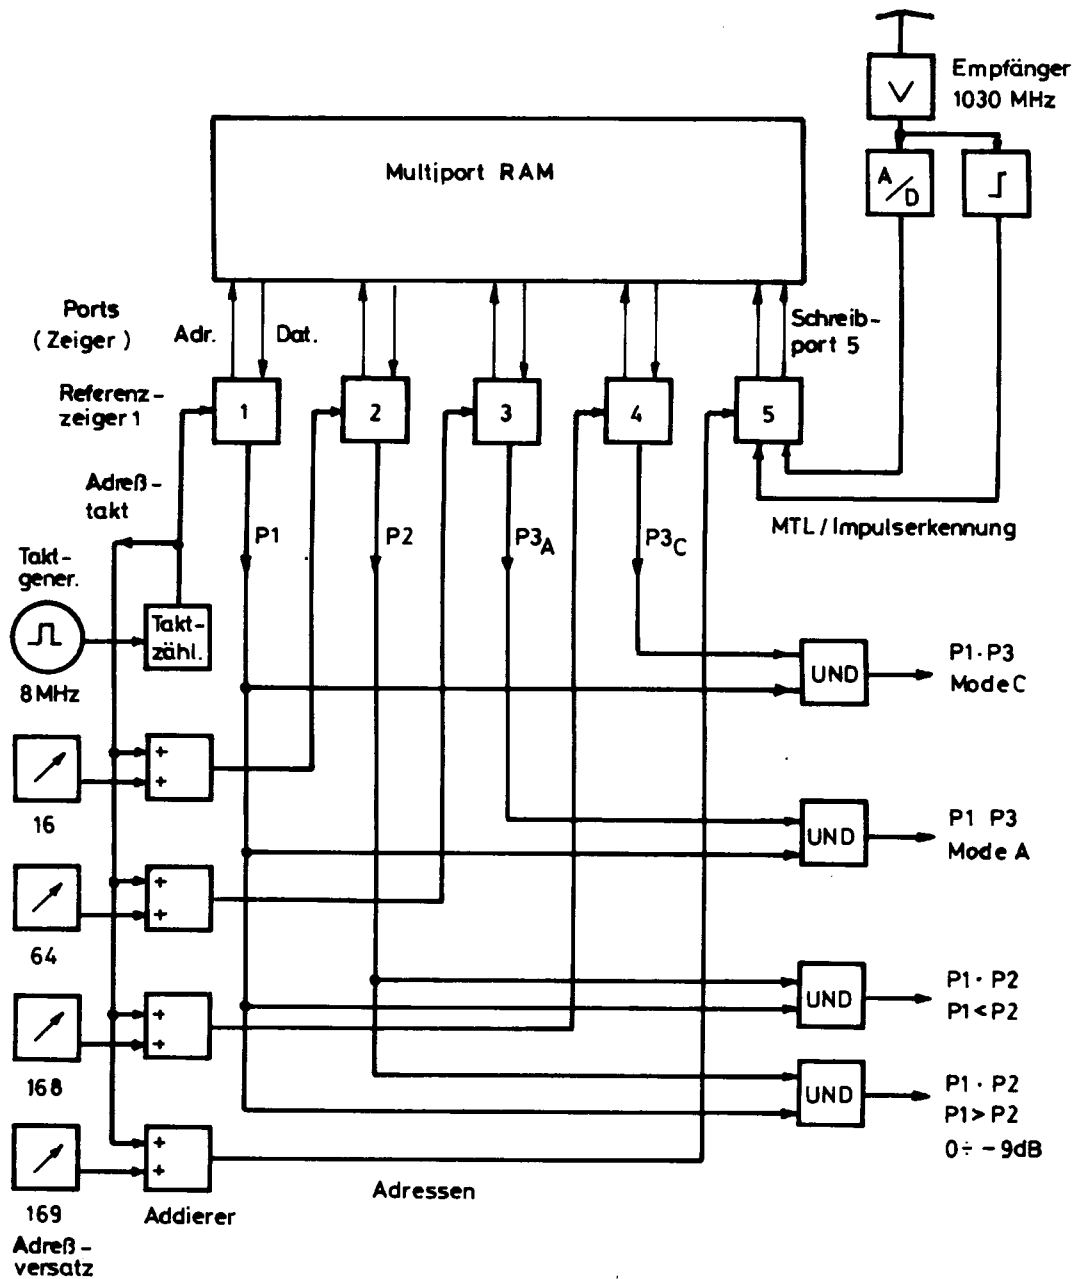 Empfänger
1030 MHz
V
A/D
Multiport RAM
Ports
(Zeiger)
Adr.
Dat.
Schreib-
port 5
Referenz-
zeiger 1
1
2
3
4
5
Adreß-
takt
MTL/Impulserkennung
P1
P2
P3A
P3C
Takt-
gener.
Takt-
zähl.
8 MHz
UND
P1·P3
Mode C
+
+
16
UND
P1 P3
Mode A
+
+
64
UND
P1·P2
P1<P2
+
+
168
UND
P1·P2
P1>P2
0÷-9dB
+
+
169
Adreß-
versatz
Addierer
Adressen